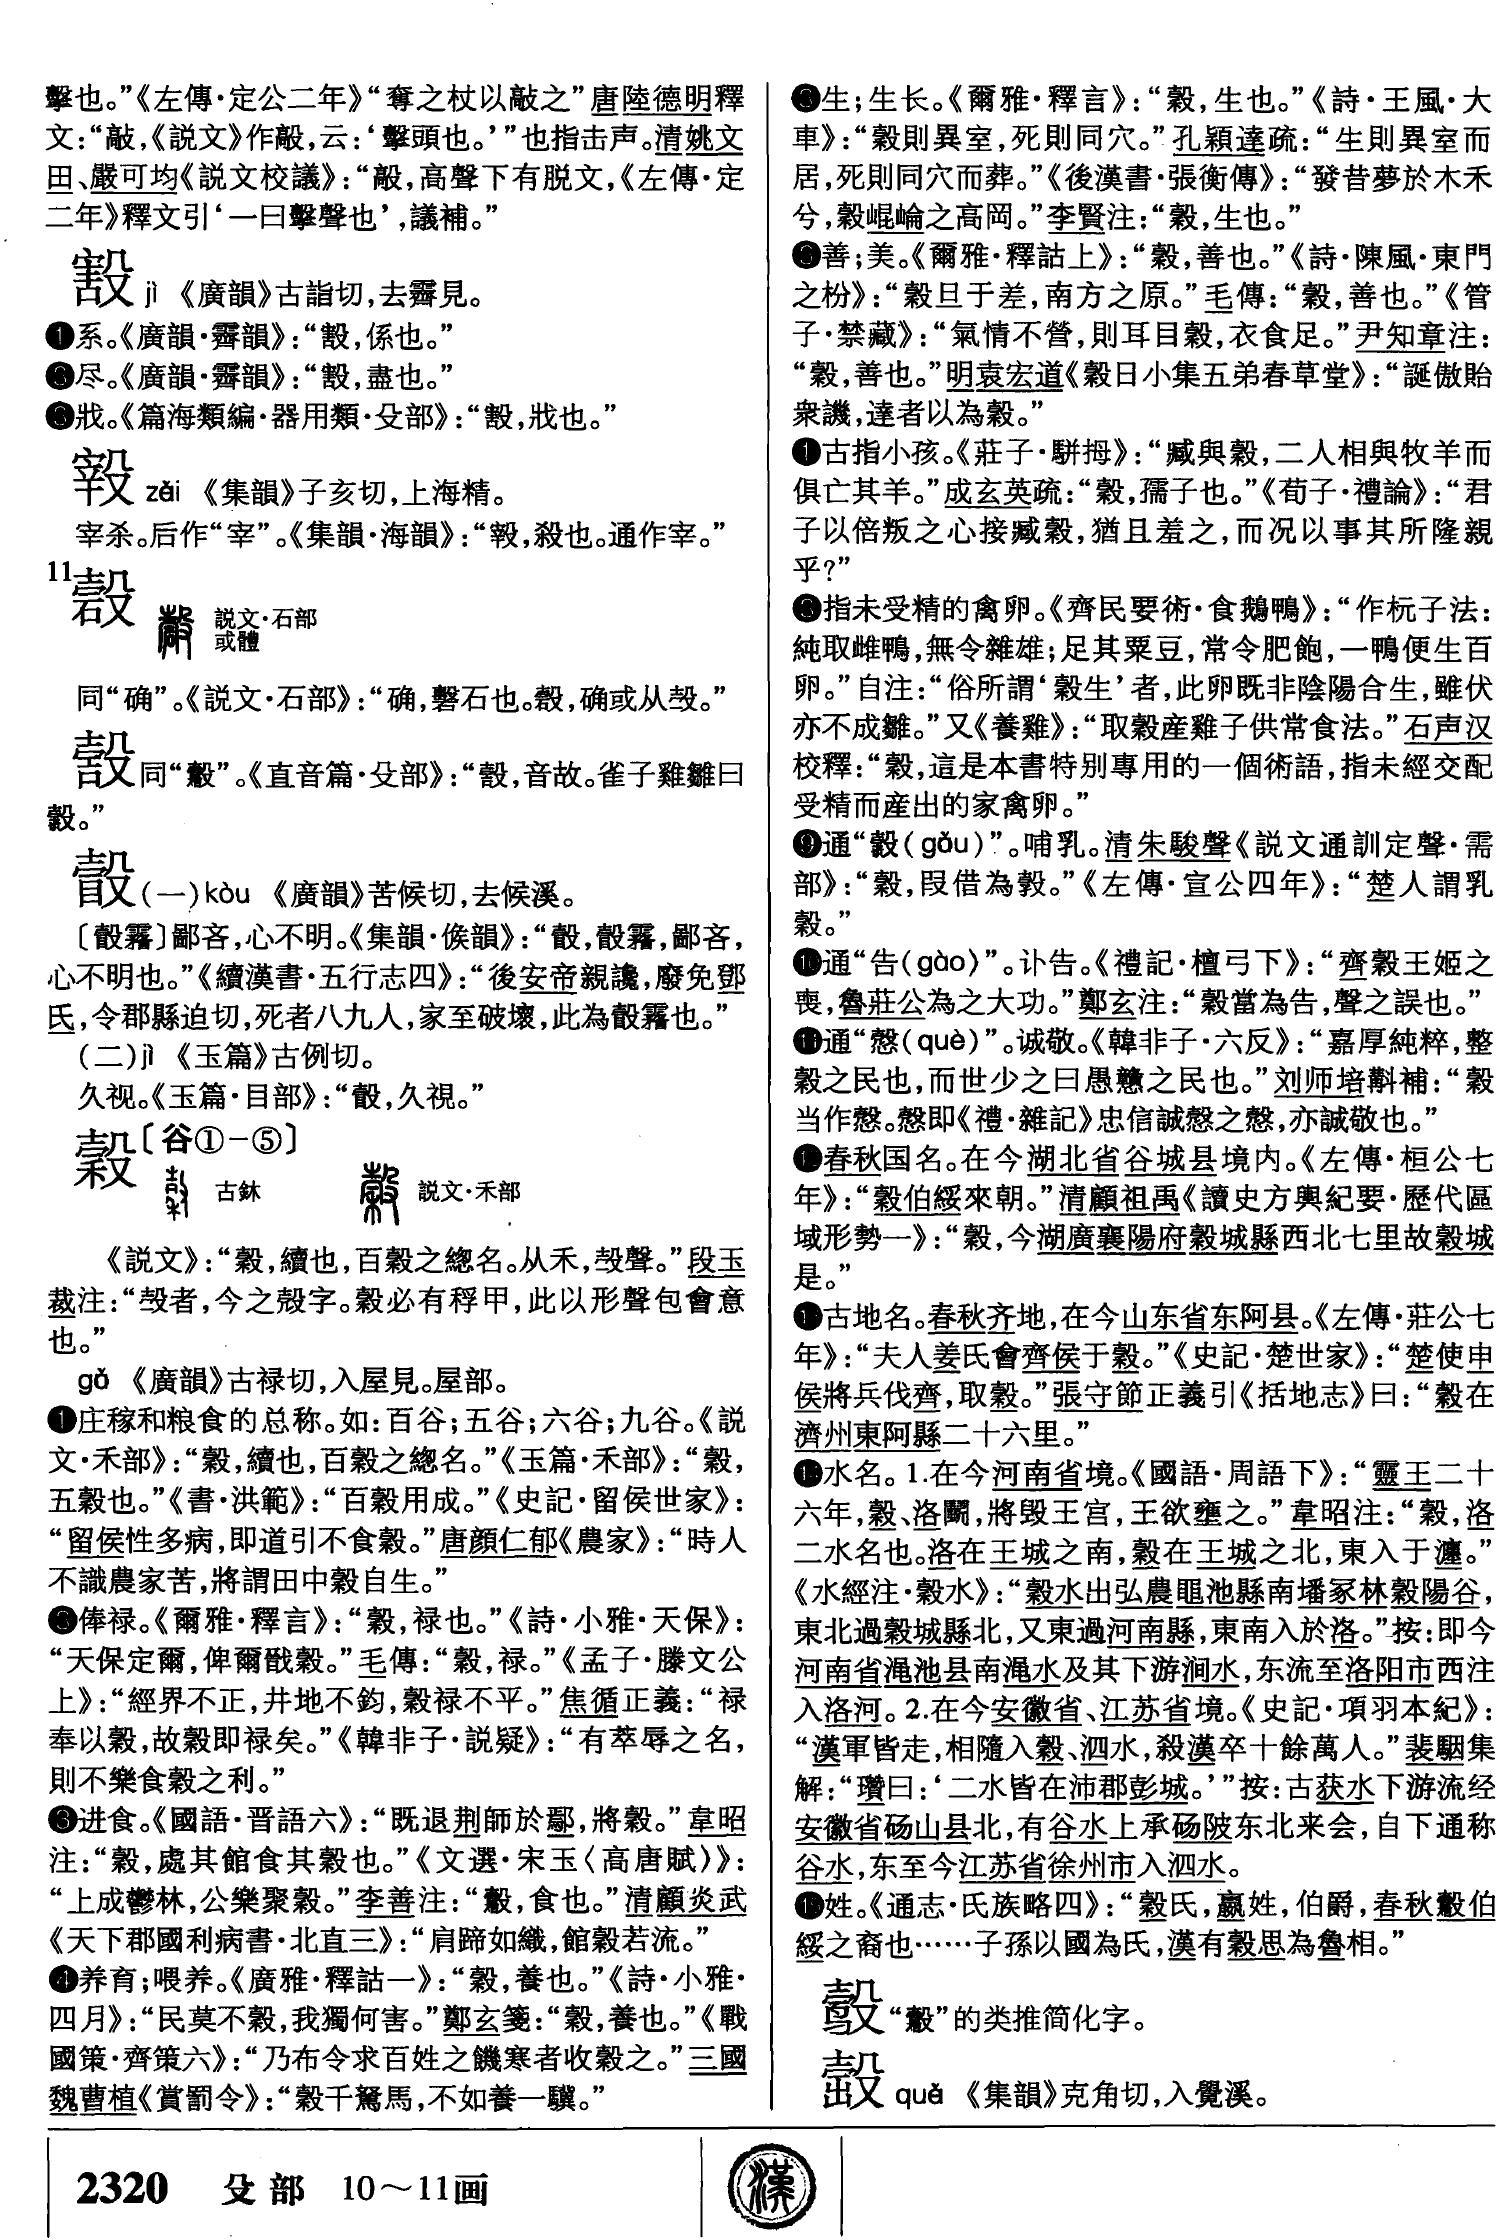 擊也。”《左傳·定公二年》“奪之杖以敲之”唐陸德明釋
文：“敲，《説文》作㪣，云：‘擊頭也。’”也指击声。清姚文
田、嚴可均《説文校議》：“㪣，高聲下有脱文，《左傳·定
二年》釋文引‘一曰擊聲也’，議補。”
jì 《廣韻》古詣切，去霽見。
❶系。《廣韻·霽韻》：“㱈，係也。”
❷尽。《廣韻·霽韻》：“㱈，盡也。”
❸戕。《篇海類編·器用類·殳部》：“㱈，戕也。”
zǎi 《集韻》子亥切，上海精。
宰杀。后作“宰”。《集韻·海韻》：“㱰，殺也。通作宰。”
11
説文·石部
或體
同“确”。《説文·石部》：“确，磬石也。㱿，确或从㱿。”
同“鷇”。《直音篇·殳部》：“，音故。雀子雞雛曰
。”
(一)kòu 《廣韻》苦候切，去候溪。
〔瞉霿〕鄙吝，心不明。《集韻·候韻》：“瞉，瞉霿，鄙吝，
心不明也。”《續漢書·五行志四》：“後安帝親讒，廢免鄧
氏，令郡縣迫切，死者八九人，家至破壞，此為瞉霿也。”
(二)jì 《玉篇》古例切。
久视。《玉篇·目部》：“瞉，久視。”
穀〔谷①－⑤〕
古鉨 説文·禾部
《説文》：“穀，續也，百穀之總名。从禾，㱿聲。”段玉
裁注：“㱿者，今之殻字。穀必有稃甲，此以形聲包會意
也。”
gǔ 《廣韻》古禄切，入屋見。屋部。
❶庄稼和粮食的总称。如：百谷；五谷；六谷；九谷。《説
文·禾部》：“穀，續也，百穀之總名。”《玉篇·禾部》：“穀，
五穀也。”《書·洪範》：“百穀用成。”《史記·留侯世家》：
“留侯性多病，即道引不食穀。”唐顔仁郁《農家》：“時人
不識農家苦，將謂田中穀自生。”
❷俸禄。《爾雅·釋言》：“穀，禄也。”《詩·小雅·天保》：
“天保定爾，俾爾戩穀。”毛傳：“穀，禄。”《孟子·滕文公
上》：“經界不正，井地不鈞，穀禄不平。”焦循正義：“禄
奉以穀，故穀即禄矣。”《韓非子·説疑》：“有萃辱之名，
則不樂食穀之利。”
❸进食。《國語·晋語六》：“既退荆師於鄢，將穀。”韋昭
注：“穀，處其館食其穀也。”《文選·宋玉〈高唐賦〉》：
“上成鬱林，公樂聚穀。”李善注：“穀，食也。”清顧炎武
《天下郡國利病書·北直三》：“肩蹄如織，館穀若流。”
❹养育；喂养。《廣雅·釋詁一》：“穀，養也。”《詩·小雅·
四月》：“民莫不穀，我獨何害。”鄭玄箋：“穀，養也。”《戰
國策·齊策六》：“乃布令求百姓之饑寒者收穀之。”三國
魏曹植《賞罰令》：“穀千駑馬，不如養一驥。”
❺生；生长。《爾雅·釋言》：“穀，生也。”《詩·王風·大
車》：“穀則異室，死則同穴。”孔穎達疏：“生則異室而
居，死則同穴而葬。”《後漢書·張衡傳》：“發昔夢於木禾
兮，穀崐崘之高岡。”李賢注：“穀，生也。”
❻善；美。《爾雅·釋詁上》：“穀，善也。”《詩·陳風·東門
之枌》：“穀旦于差，南方之原。”毛傳：“穀，善也。”《管
子·禁藏》：“氣情不營，則耳目穀，衣食足。”尹知章注：
“穀，善也。”明袁宏道《穀日小集五弟春草堂》：“誕傲貽
衆譏，達者以為穀。”
❼古指小孩。《莊子·駢拇》：“臧與穀，二人相與牧羊而
俱亡其羊。”成玄英疏：“穀，孺子也。”《荀子·禮論》：“君
子以倍叛之心接臧穀，猶且羞之，而况以事其所隆親
乎？”
❽指未受精的禽卵。《齊民要術·食鵝鴨》：“作杬子法：
純取雌鴨，無令雜雄；足其粟豆，常令肥飽，一鴨便生百
卵。”自注：“俗所謂‘穀生’者，此卵既非陰陽合生，雖伏
亦不成雛。”又《養雞》：“取穀産雞子供常食法。”石声汉
校釋：“穀，這是本書特别專用的一個術語，指未經交配
受精而産出的家禽卵。”
❾通“㝅(gòu)”。哺乳。清朱駿聲《説文通訓定聲·需
部》：“穀，叚借為㝅。”《左傳·宣公四年》：“楚人謂乳
穀。”
❿通“告(gào)”。讣告。《禮記·檀弓下》：“齊穀王姬之
喪，魯莊公為之大功。”鄭玄注：“穀當為告，聲之誤也。”
⓫通“愨(què)”。诚敬。《韓非子·六反》：“嘉厚純粹，整
穀之民也，而世少之曰愚戇之民也。”刘师培斠補：“穀
当作愨。愨即《禮·雜記》忠信誠愨之愨，亦誠敬也。”
⓬春秋国名。在今湖北省谷城县境内。《左傳·桓公七
年》：“穀伯綏來朝。”清顧祖禹《讀史方輿紀要·歷代區
域形勢一》：“穀，今湖廣襄陽府穀城縣西北七里故穀城
是。”
⓭古地名。春秋齐地，在今山东省东阿县。《左傳·莊公七
年》：“夫人姜氏會齊侯于穀。”《史記·楚世家》：“楚使申
侯將兵伐齊，取穀。”張守節正義引《括地志》曰：“穀在
濟州東阿縣二十六里。”
⓮水名。1.在今河南省境。《國語·周語下》：“靈王二十
六年，穀、洛鬭，將毁王宫，王欲壅之。”韋昭注：“穀，洛
二水名也。洛在王城之南，穀在王城之北，東入于瀍。”
《水經注·穀水》：“穀水出弘農黽池縣南墦冢林穀陽谷，
東北過穀城縣北，又東過河南縣，東南入於洛。”按：即今
河南省渑池县南渑水及其下游涧水，东流至洛阳市西注
入洛河。2.在今安徽省、江苏省境。《史記·項羽本紀》：
“漢軍皆走，相隨入穀、泗水，殺漢卒十餘萬人。”裴駰集
解：“瓚曰：‘二水皆在沛郡彭城。’”按：古获水下游流经
安徽省砀山县北，有谷水上承砀陂东北来会，自下通称
谷水，东至今江苏省徐州市入泗水。
⓯姓。《通志·氏族略四》：“穀氏，嬴姓，伯爵，春秋穀伯
綏之裔也……子孫以國為氏，漢有穀思為魯相。”
“鷇”的类推简化字。
què 《集韻》克角切，入覺溪。
2320 殳部 10～11画
漢